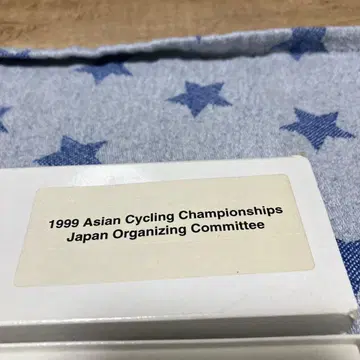 1999 Asian Cycling Championships
Japan Organizing Committee